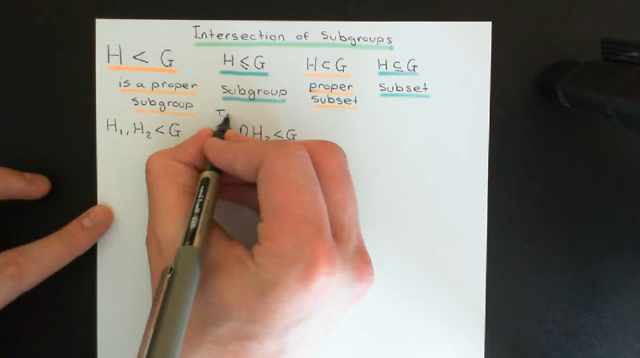 Intersection of Subgroups
H < G H ≤ G H ⊂ G H ⊆ G
is a proper subgroup proper subset
subgroup subset
H₁, H₂ < G ∩ H₂ < G